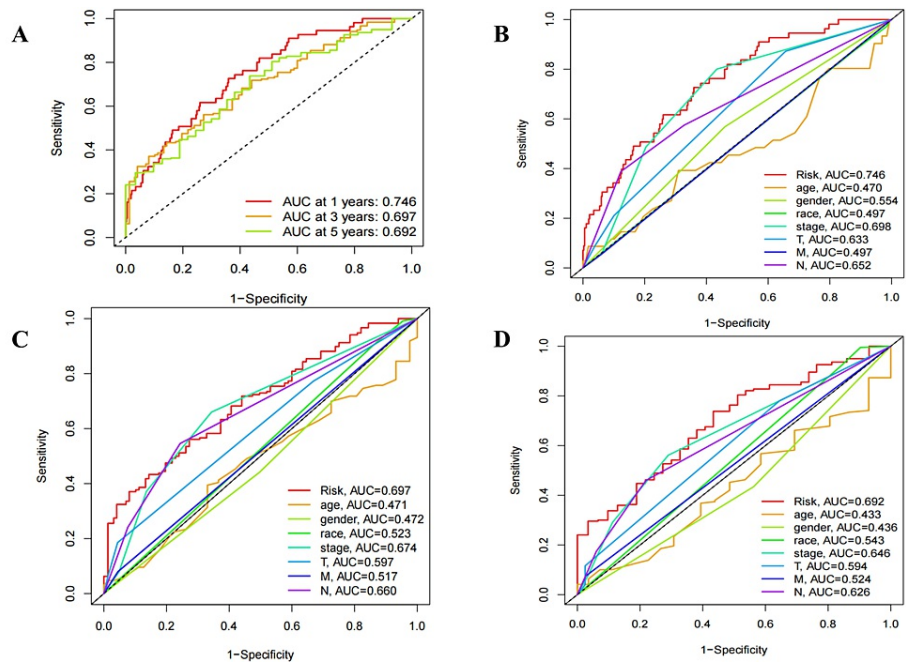 A
1.0
0.8
0.6
0.4
0.2
0.0
Sensitivity
AUC at 1 years: 0.746
AUC at 3 years: 0.697
AUC at 5 years: 0.692
0.0 0.2 0.4 0.6 0.8 1.0
1−Specificity
B
1.0
0.8
0.6
0.4
0.2
0.0
Sensitivity
Risk, AUC=0.746
age, AUC=0.470
gender, AUC=0.554
race, AUC=0.497
stage, AUC=0.698
T, AUC=0.633
M, AUC=0.497
N, AUC=0.652
0.0 0.2 0.4 0.6 0.8 1.0
1−Specificity
C
1.0
0.8
0.6
0.4
0.2
0.0
Sensitivity
Risk, AUC=0.697
age, AUC=0.471
gender, AUC=0.472
race, AUC=0.523
stage, AUC=0.674
T, AUC=0.597
M, AUC=0.517
N, AUC=0.660
0.0 0.2 0.4 0.6 0.8 1.0
1−Specificity
D
1.0
0.8
0.6
0.4
0.2
0.0
Sensitivity
Risk, AUC=0.692
age, AUC=0.433
gender, AUC=0.436
race, AUC=0.543
stage, AUC=0.646
T, AUC=0.594
M, AUC=0.524
N, AUC=0.626
0.0 0.2 0.4 0.6 0.8 1.0
1−Specificity